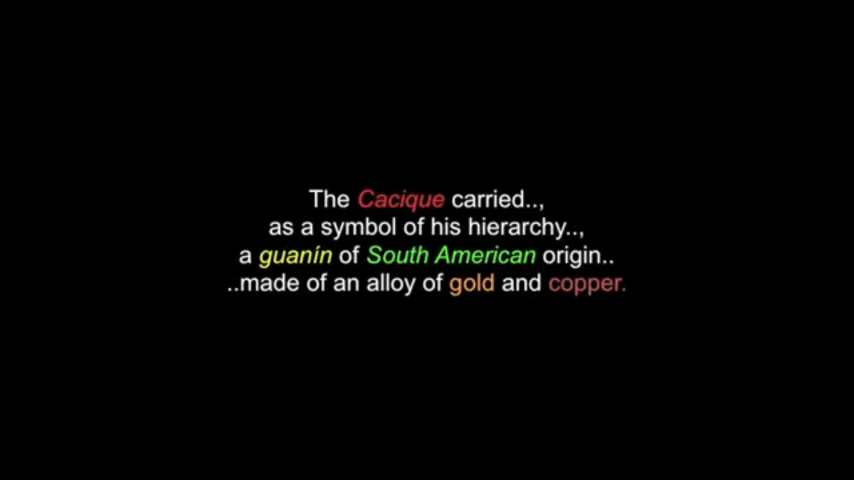 The Cacique carried..,
as a symbol of his hierarchy..,
a guanín of South American origin..
..made of an alloy of gold and copper.